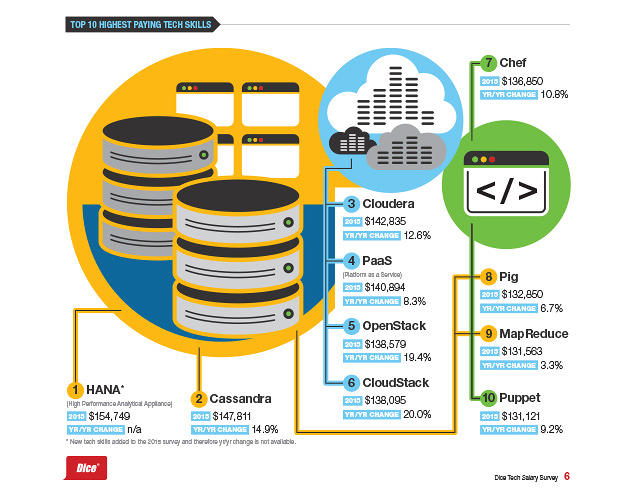 TOP 10 HIGHEST PAYING TECH SKILLS
1 HANA*
(High Performance Analytical Appliance)
2015 $154,749
YR/YR CHANGE n/a
2 Cassandra
2015 $147,811
YR/YR CHANGE 14.9%
3 Cloudera
2015 $142,835
YR/YR CHANGE 12.6%
4 PaaS
(Platform as a Service)
2015 $140,894
YR/YR CHANGE 8.3%
5 OpenStack
2015 $138,579
YR/YR CHANGE 19.4%
6 CloudStack
2015 $138,095
YR/YR CHANGE 20.0%
7 Chef
2015 $136,850
YR/YR CHANGE 10.8%
</>
8 Pig
2015 $132,850
YR/YR CHANGE 6.7%
9 MapReduce
2015 $131,563
YR/YR CHANGE 3.3%
10 Puppet
2015 $131,121
YR/YR CHANGE 9.2%
* New tech skills added to the 2015 survey and therefore yr/yr change is not available.
Dice
Dice Tech Salary Survey 6